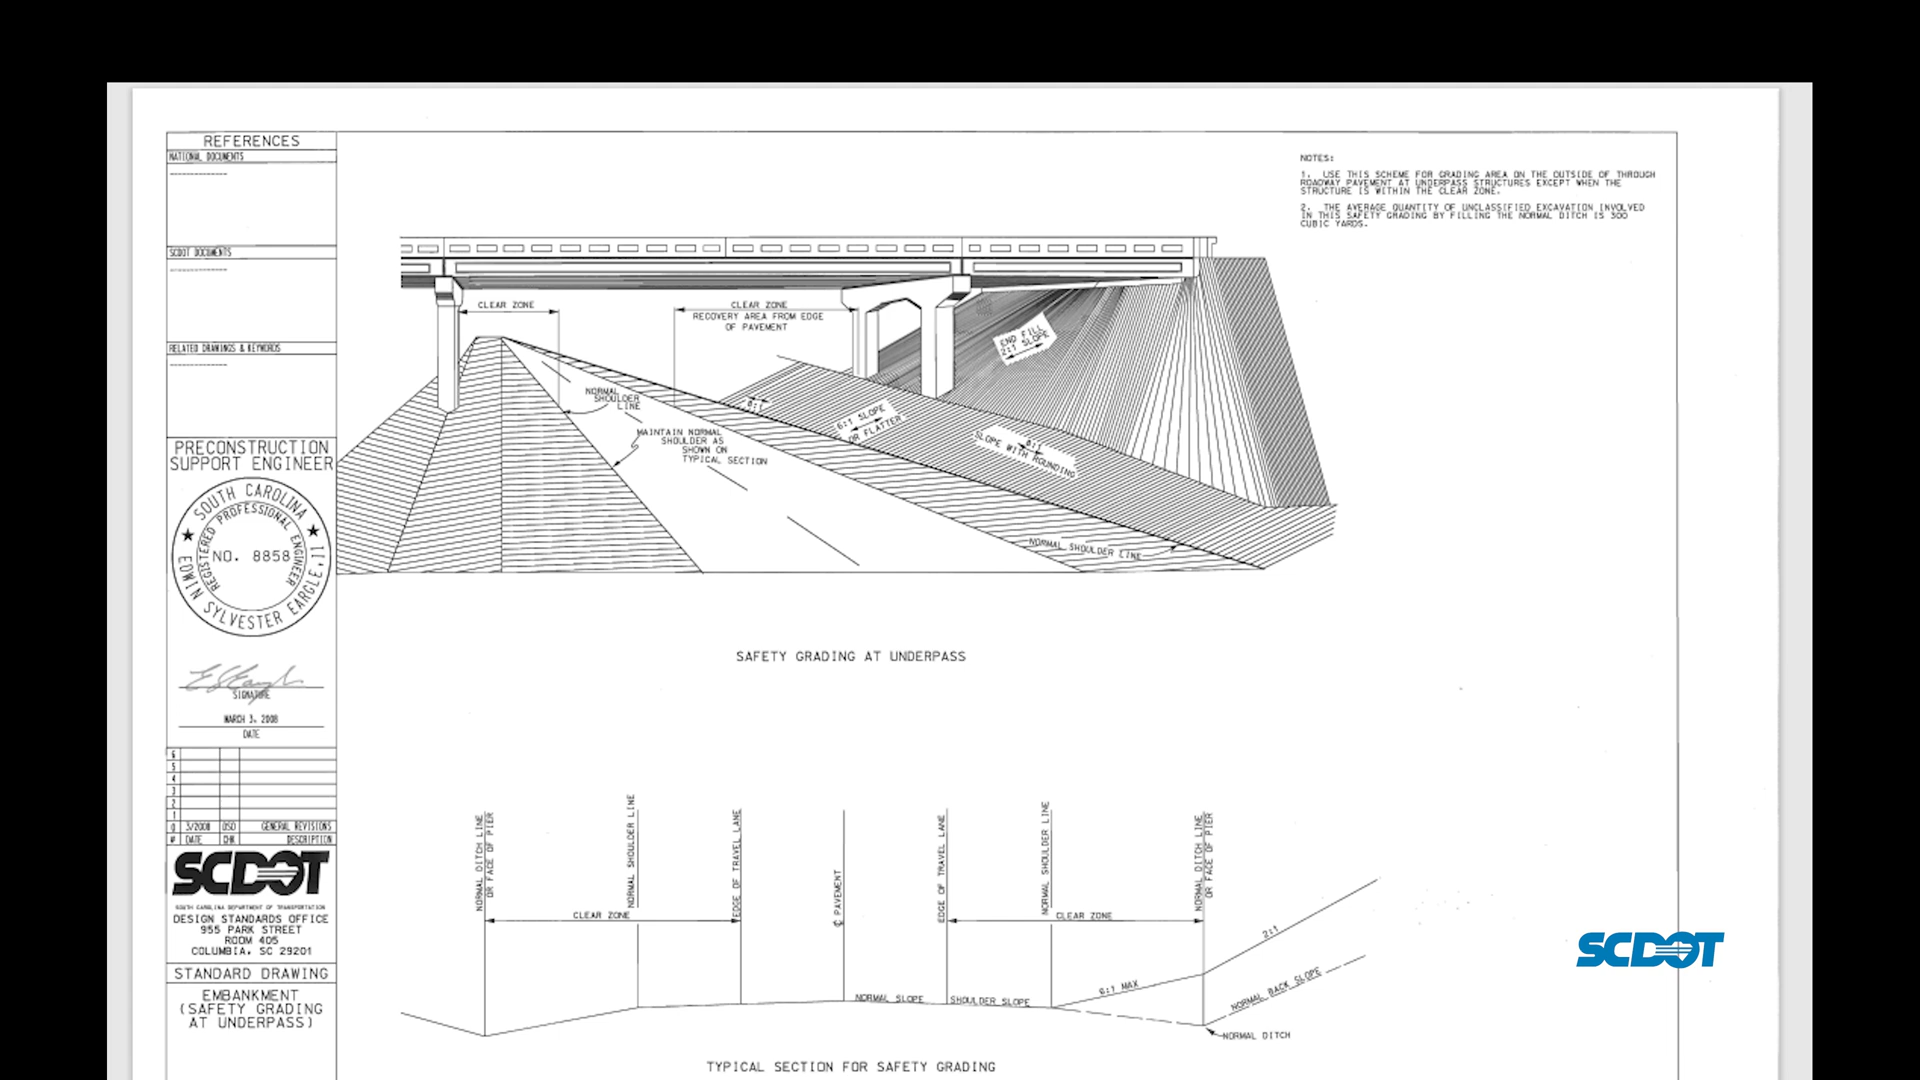 REFERENCES
NATIONAL DOCUMENTS
SCDOT DOCUMENTS
RELATED DRAWINGS & KEYWORDS
PRECONSTRUCTION
SUPPORT ENGINEER
SOUTH CAROLINA
REGISTERED PROFESSIONAL ENGINEER
NO. 8858
EDWIN SYLVESTER EARGLE, II
SIGNATURE
MARCH 3, 2008
DATE
6
5
4
3
2
1
0 3/2008 DSO GENERAL REVISIONS
# DATE CHK DESCRIPTION
SCDOT
SOUTH CAROLINA DEPARTMENT OF TRANSPORTATION
DESIGN STANDARDS OFFICE
955 PARK STREET
ROOM 405
COLUMBIA, SC 29201
STANDARD DRAWING
EMBANKMENT
(SAFETY GRADING
AT UNDERPASS)
NOTES:
1. USE THIS SCHEME FOR GRADING AREA ON THE OUTSIDE OF THROUGH
ROADWAY PAVEMENT AT UNDERPASS STRUCTURES EXCEPT WHEN THE
STRUCTURE IS WITHIN THE CLEAR ZONE.
2. THE AVERAGE QUANTITY OF UNCLASSIFIED EXCAVATION INVOLVED
IN THIS SAFETY GRADING BY FILLING THE NORMAL DITCH IS 300
CUBIC YARDS.
CLEAR ZONE
CLEAR ZONE
RECOVERY AREA FROM EDGE
OF PAVEMENT
END FILL
2:1 SLOPE
NORMAL
SHOULDER
LINE
6:1
6:1 SLOPE
OR FLATTER
MAINTAIN NORMAL
SHOULDER AS
SHOWN ON
TYPICAL SECTION
SLOPE WITH ROUNDING
NORMAL SHOULDER LINE
SAFETY GRADING AT UNDERPASS
NORMAL DITCH LINE
OR FACE OF PIER
NORMAL SHOULDER LINE
EDGE OF TRAVEL LANE
℄ PAVEMENT
EDGE OF TRAVEL LANE
NORMAL SHOULDER LINE
NORMAL DITCH LINE
OR FACE OF PIER
CLEAR ZONE
CLEAR ZONE
2:1
6:1 MAX
NORMAL BACK SLOPE
NORMAL SLOPE
SHOULDER SLOPE
NORMAL DITCH
TYPICAL SECTION FOR SAFETY GRADING
SCDOT